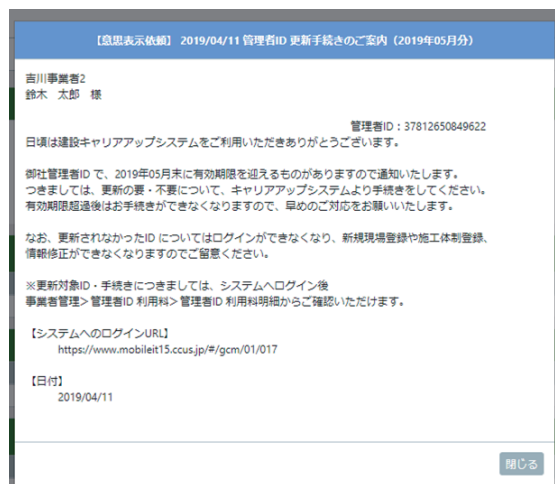 【意思表示依頼】 2019/04/11 管理者ID 更新手続きのご案内（2019年05月分）
吉川事業者2
鈴木 太郎 様
管理者ID：37812650849622
日頃は建設キャリアアップシステムをご利用いただきありがとうございます。
御社管理者ID で、2019年05月末に有効期限を迎えるものがありますので通知いたします。
つきましては、更新の要・不要について、キャリアアップシステムより手続きをしてください。
有効期限超過後はお手続きができなくなりますので、早めのご対応をお願いいたします。
なお、更新されなかったID についてはログインができなくなり、新規現場登録や施工体制登録、
情報修正ができなくなりますのでご留意ください。
※更新対象ID・手続きにつきましては、システムへログイン後
事業者管理＞管理者ID 利用料＞管理者ID 利用料明細からご確認いただけます。
【システムへのログインURL】
https://www.mobileit15.ccus.jp/#/gcm/01/017
【日付】
2019/04/11
閉じる